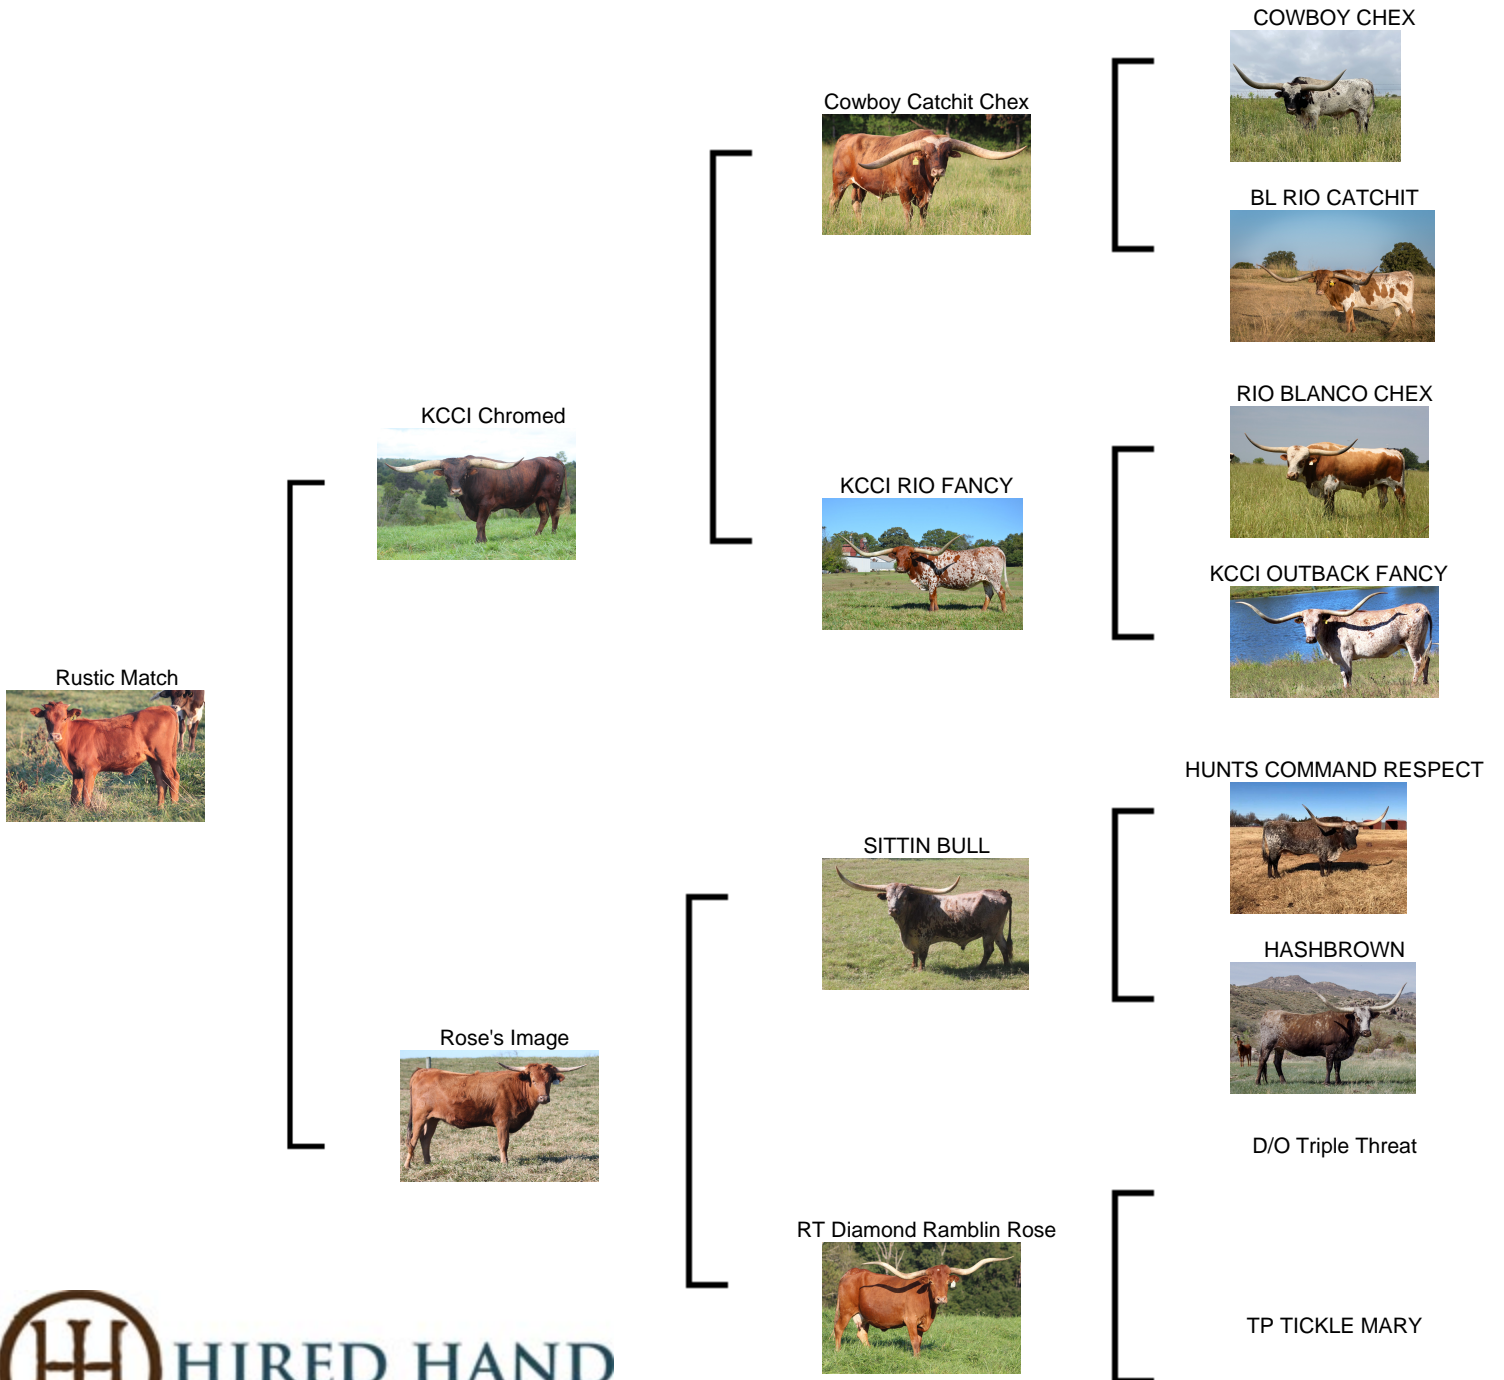 COWBOY CHEX
Cowboy Catchit Chex
BL RIO CATCHIT
KCCI Chromed
RIO BLANCO CHEX
KCCI RIO FANCY
KCCI OUTBACK FANCY
Rustic Match
HUNTS COMMAND RESPECT
SITTIN BULL
HASHBROWN
Rose's Image
D/O Triple Threat
RT Diamond Ramblin Rose
TP TICKLE MARY
HIRED HAND